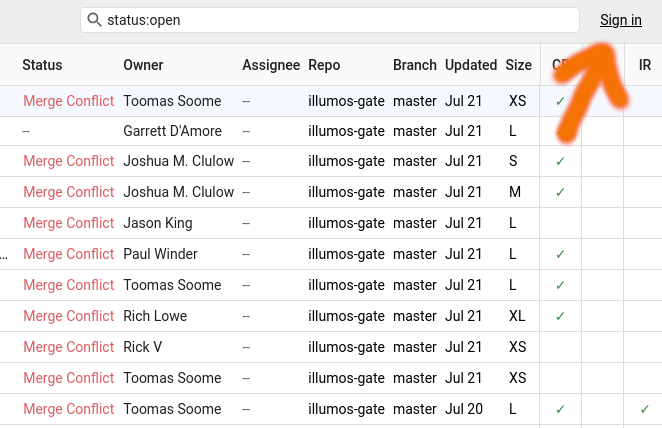 status:open Sign in
Status Owner Assignee Repo Branch Updated Size IR
Merge Conflict Toomas Soome -- illumos-gate master Jul 21 XS ✓
-- Garrett D'Amore -- illumos-gate master Jul 21 L
Merge Conflict Joshua M. Clulow -- illumos-gate master Jul 21 S ✓
Merge Conflict Joshua M. Clulow -- illumos-gate master Jul 21 M ✓
Merge Conflict Jason King -- illumos-gate master Jul 21 L
... Merge Conflict Paul Winder -- illumos-gate master Jul 21 L ✓
Merge Conflict Toomas Soome -- illumos-gate master Jul 21 L ✓
Merge Conflict Rich Lowe -- illumos-gate master Jul 21 XL ✓
Merge Conflict Rick V -- illumos-gate master Jul 21 XS
Merge Conflict Toomas Soome -- illumos-gate master Jul 21 XS
Merge Conflict Toomas Soome -- illumos-gate master Jul 20 L ✓ ✓